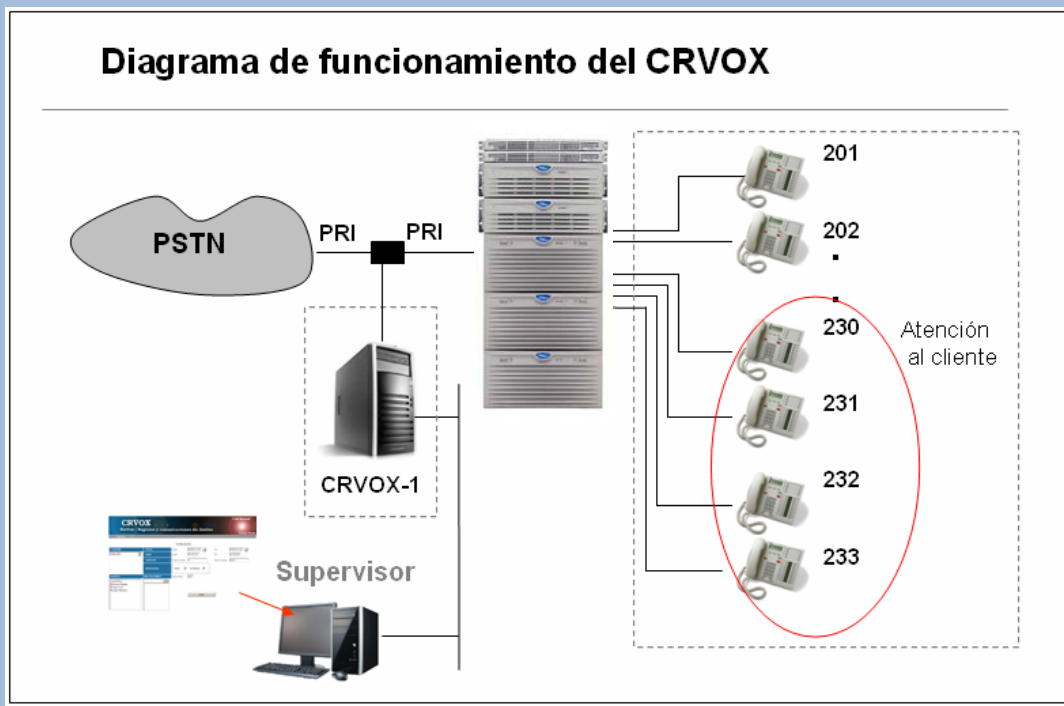 Diagrama de funcionamiento del CRVOX
PSTN
PRI
PRI
201
202
230
Atención
al cliente
231
232
233
CRVOX-1
CRVOX
Supervisor